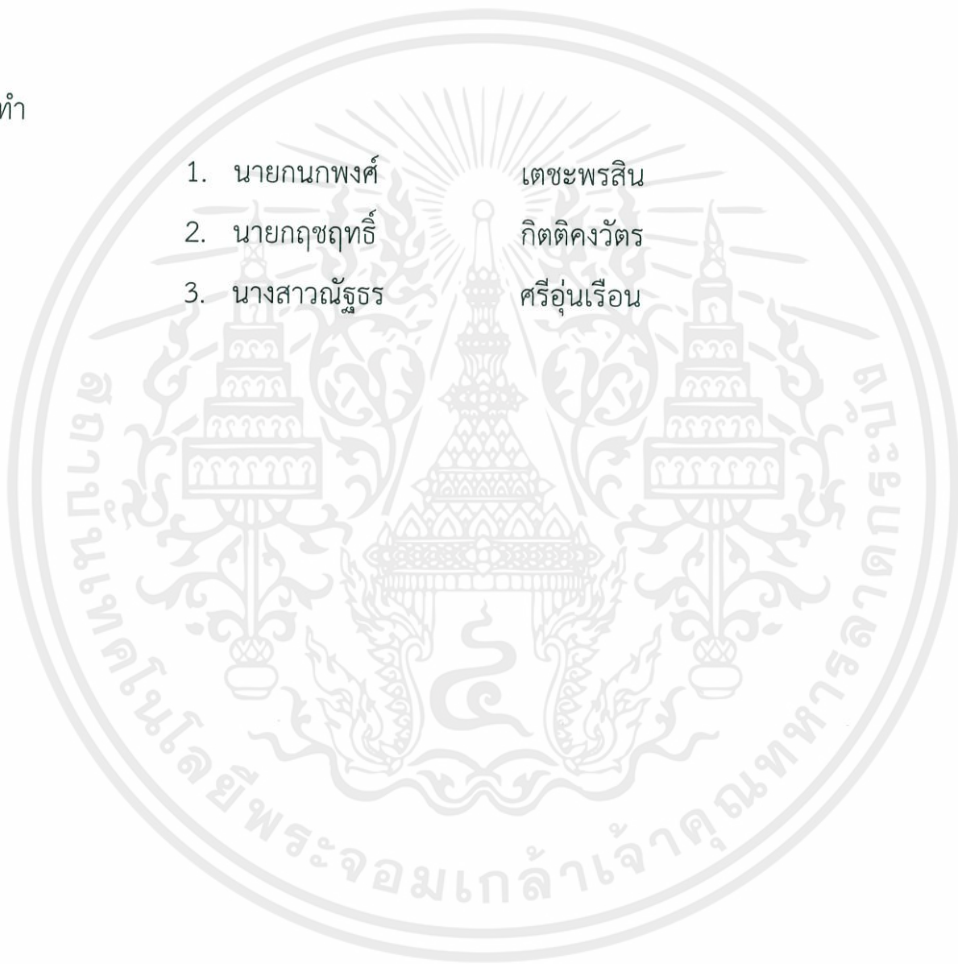 ทำ
1. นายกนกพงศ์ เตชะพรสิน
2. นายกฤชฤทธิ์ กิตติคงวัตร
3. นางสาวณัฐธร ศรีอุ่นเรือน
สถาบันเทคโนโลยีพระจอมเกล้าเจ้าคุณทหารลาดกระบัง